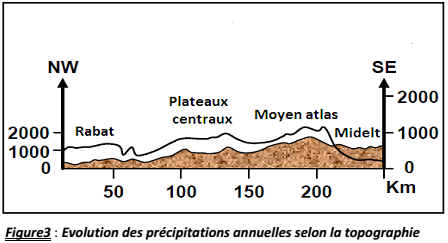 NW
SE
2000
Plateaux
centraux
Moyen atlas
2000
Rabat
Midelt
1000
1000
0
0
50
100
150
200
Km
Figure3 : Evolution des précipitations annuelles selon la topographie